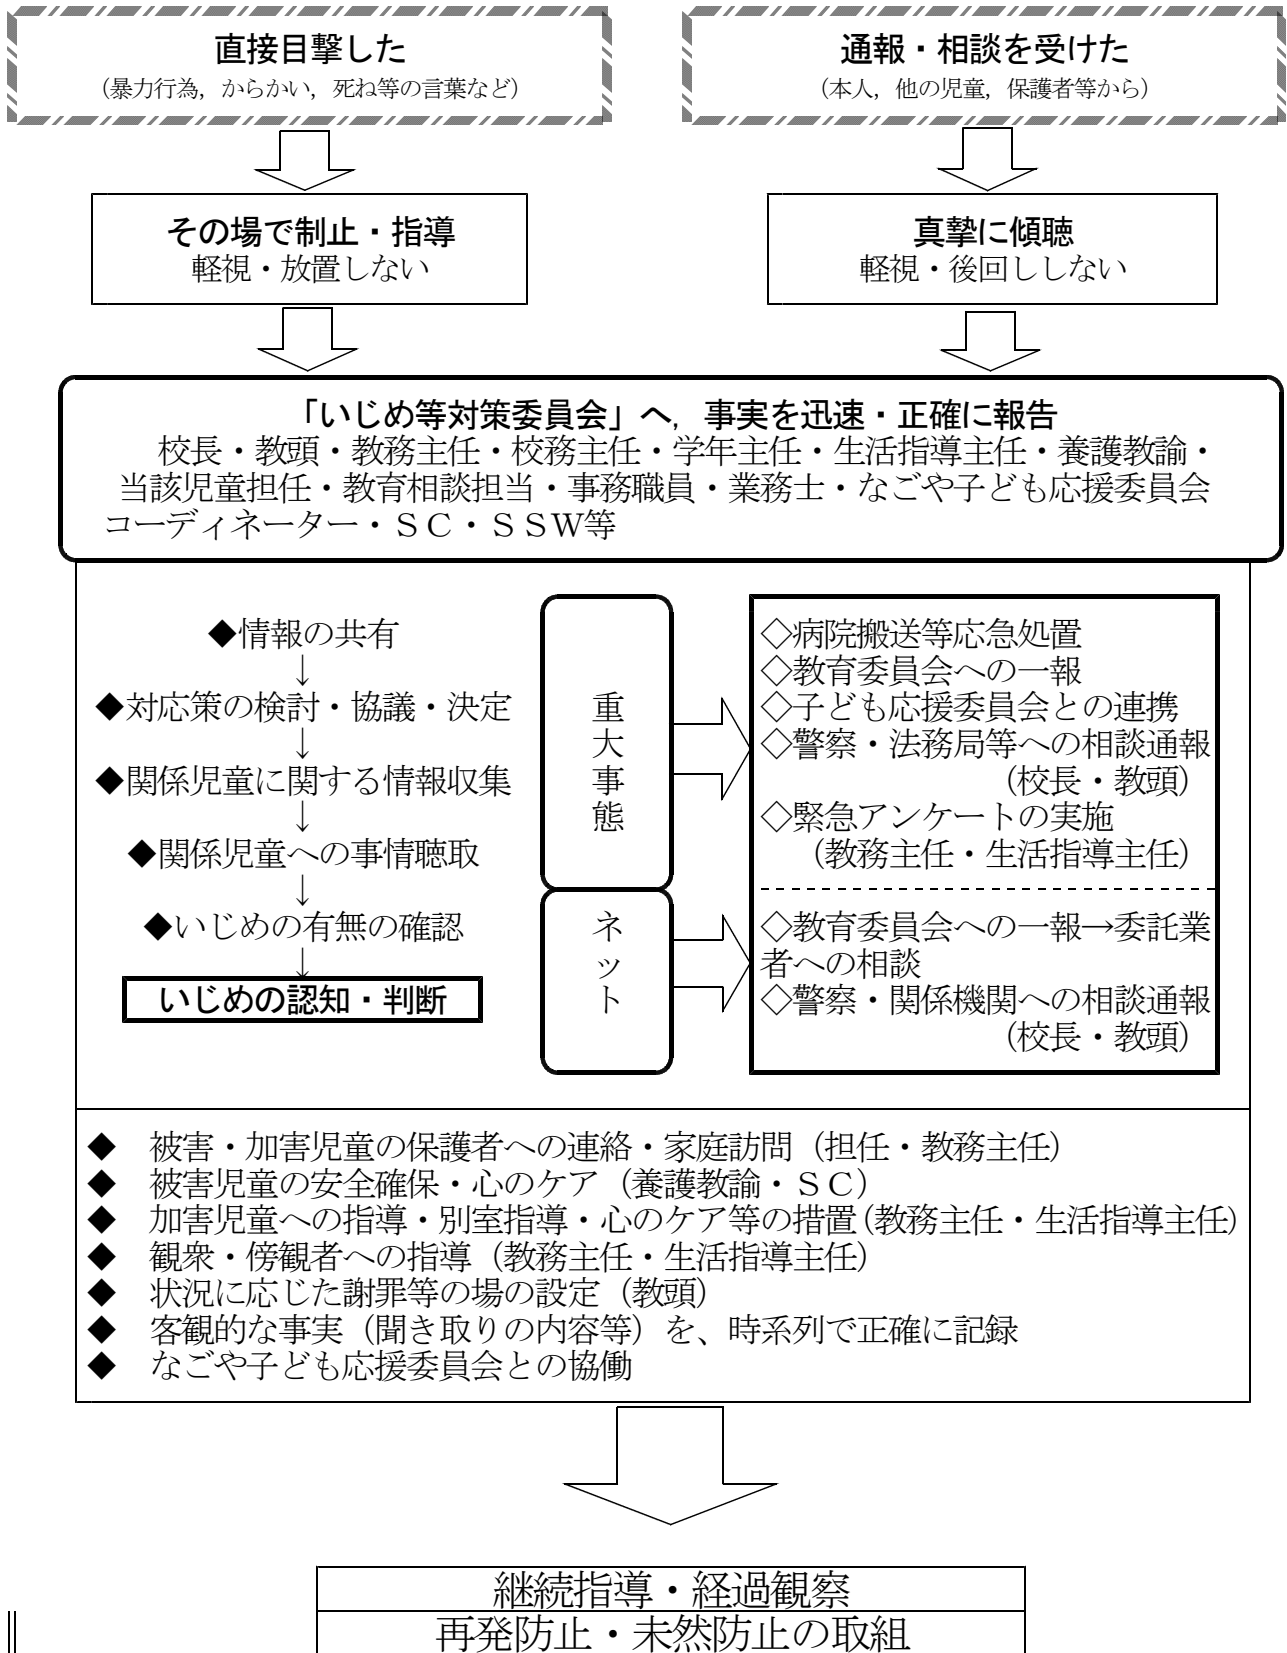 直接目撃した
（暴力行為，からかい，死ね等の言葉など）
通報・相談を受けた
（本人，他の児童，保護者等から）
その場で制止・指導
軽視・放置しない
真摯に傾聴
軽視・後回ししない
「いじめ等対策委員会」へ，事実を迅速・正確に報告
校長・教頭・教務主任・校務主任・学年主任・生活指導主任・養護教諭・
当該児童担任・教育相談担当・事務職員・業務士・なごや子ども応援委員会
コーディネーター・ＳＣ・ＳＳＷ等
◆情報の共有
↓
◆対応策の検討・協議・決定
↓
◆関係児童に関する情報収集
↓
◆関係児童への事情聴取
↓
◆いじめの有無の確認
↓
いじめの認知・判断
重大事態
◇病院搬送等応急処置
◇教育委員会への一報
◇子ども応援委員会との連携
◇警察・法務局等への相談通報
（校長・教頭）
◇緊急アンケートの実施
（教務主任・生活指導主任）
ネット
◇教育委員会への一報→委託業
者への相談
◇警察・関係機関への相談通報
（校長・教頭）
◆　被害・加害児童の保護者への連絡・家庭訪問（担任・教務主任）
◆　被害児童の安全確保・心のケア（養護教諭・ＳＣ）
◆　加害児童への指導・別室指導・心のケア等の措置（教務主任・生活指導主任）
◆　観衆・傍観者への指導（教務主任・生活指導主任）
◆　状況に応じた謝罪等の場の設定（教頭）
◆　客観的な事実（聞き取りの内容等）を、時系列で正確に記録
◆　なごや子ども応援委員会との協働
継続指導・経過観察
再発防止・未然防止の取組